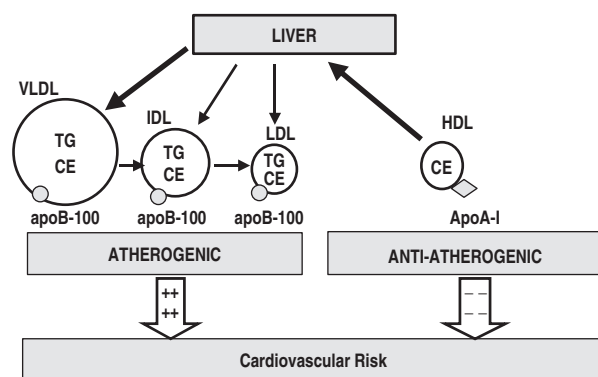 LIVER
VLDL
IDL
LDL
HDL
TG
CE
TG
CE
TG
CE
CE
apoB-100
apoB-100
apoB-100
ApoA-I
ATHEROGENIC
ANTI-ATHEROGENIC
++
++
– –
– –
Cardiovascular Risk